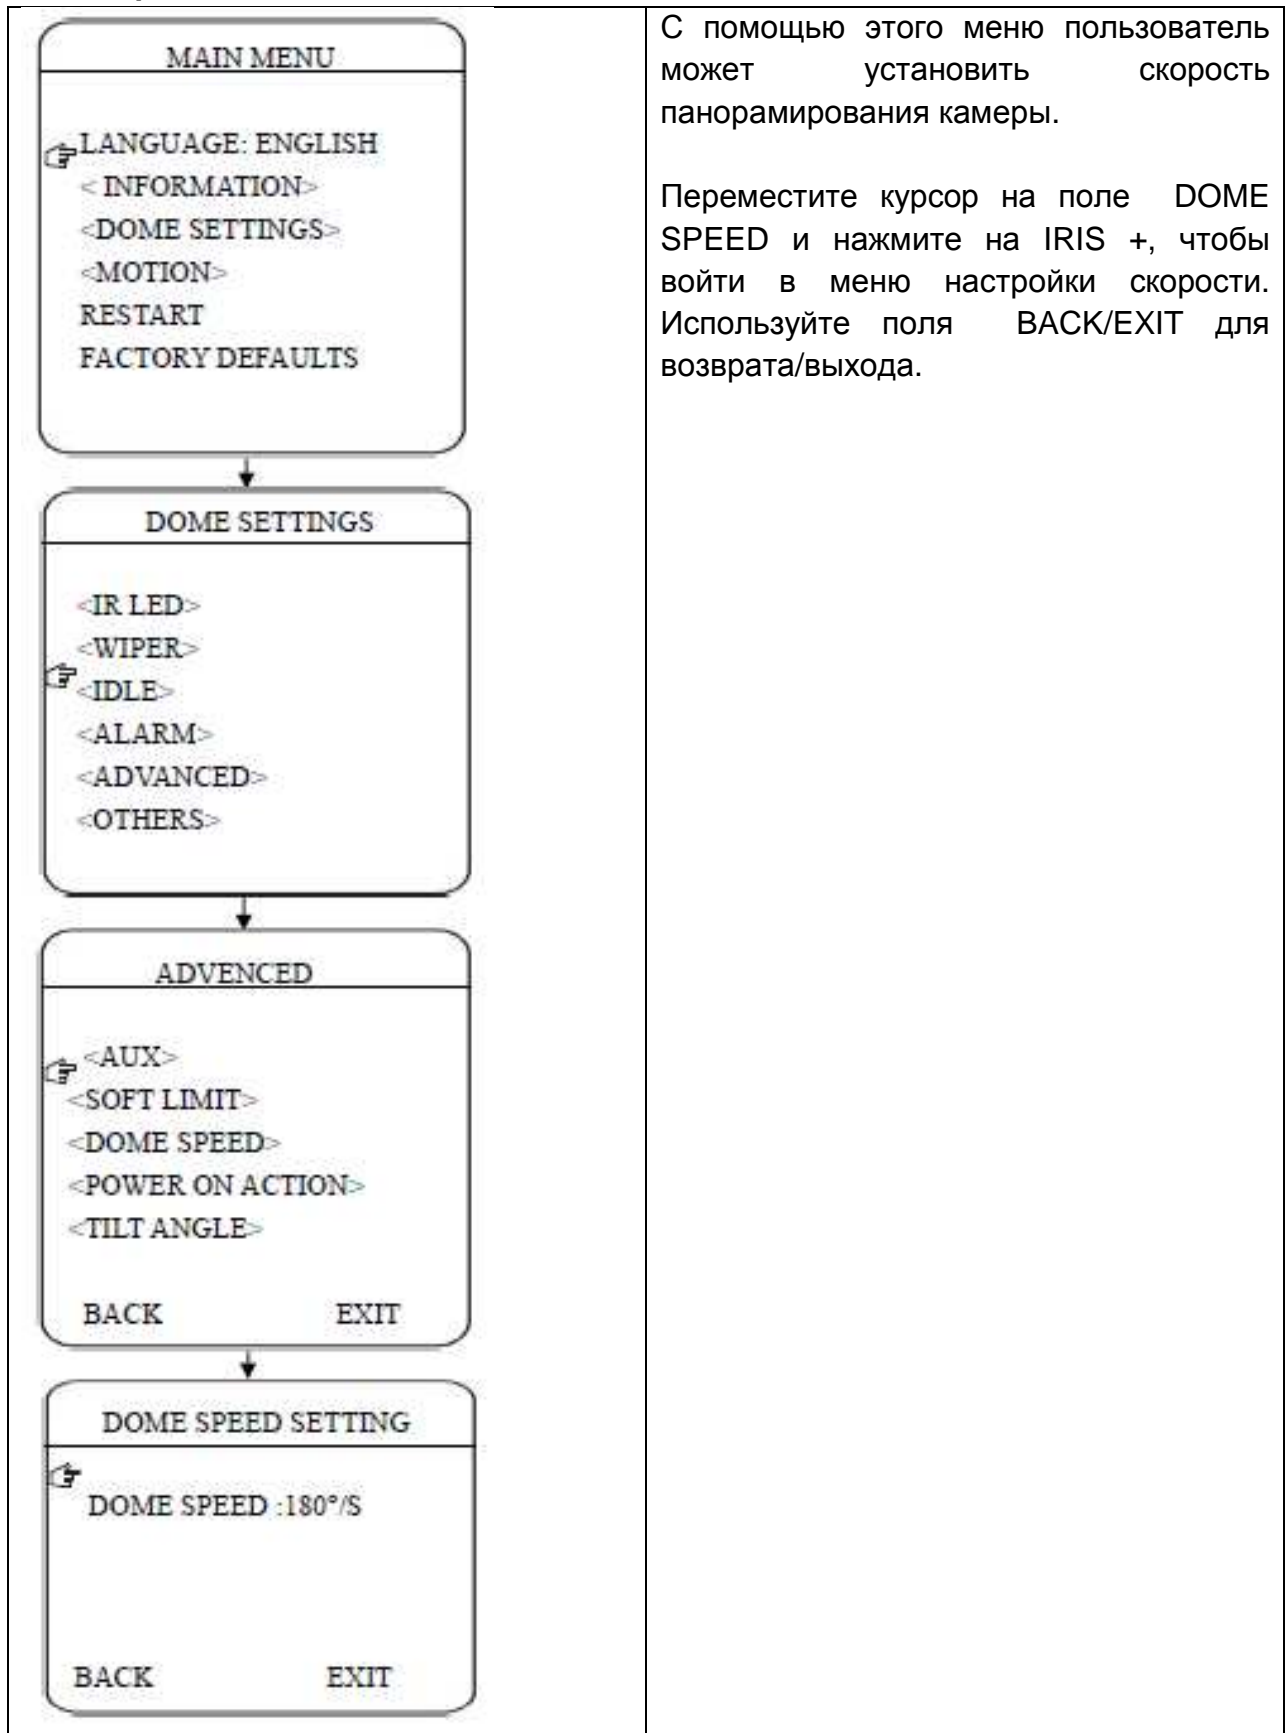 MAIN MENU
LANGUAGE: ENGLISH
< INFORMATION>
<DOME SETTINGS>
<MOTION>
RESTART
FACTORY DEFAULTS
DOME SETTINGS
<IR LED>
<WIPER>
<IDLE>
<ALARM>
<ADVANCED>
<OTHERS>
ADVENCED
<AUX>
<SOFT LIMIT>
<DOME SPEED>
<POWER ON ACTION>
<TILT ANGLE>
BACK EXIT
DOME SPEED SETTING
DOME SPEED :180°/S
BACK EXIT
С помощью этого меню пользователь
может установить скорость
панорамирования камеры.
Переместите курсор на поле DOME
SPEED и нажмите на IRIS +, чтобы
войти в меню настройки скорости.
Используйте поля BACK/EXIT для
возврата/выхода.